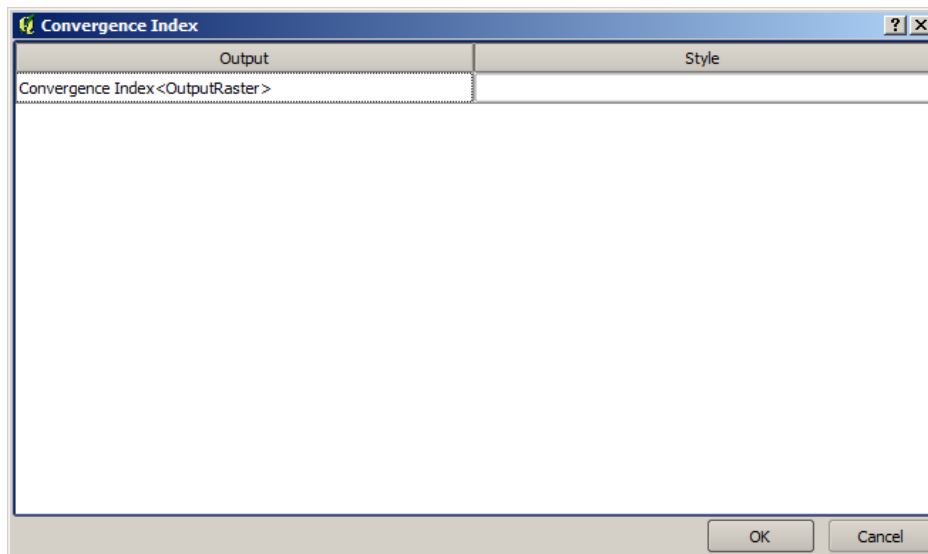 Convergence Index
Output Style
Convergence Index<OutputRaster>
OK Cancel